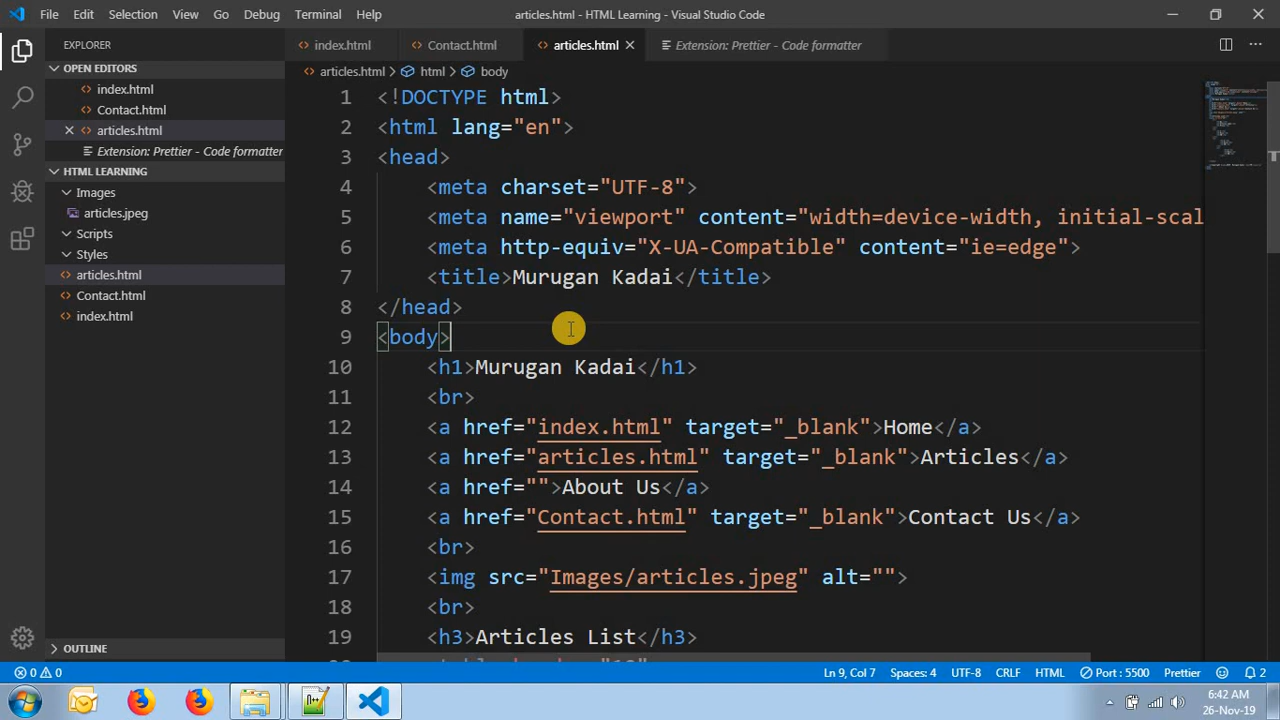 File Edit Selection View Go Debug Terminal Help articles.html - HTML Learning - Visual Studio Code
EXPLORER
OPEN EDITORS
index.html
Contact.html
articles.html
Extension: Prettier - Code formatter
HTML LEARNING
Images
articles.jpeg
Scripts
Styles
articles.html
Contact.html
index.html
OUTLINE
index.html Contact.html articles.html Extension: Prettier - Code formatter
articles.html > html > body
1 <!DOCTYPE html>
2 <html lang="en">
3 <head>
4 <meta charset="UTF-8">
5 <meta name="viewport" content="width=device-width, initial-scal
6 <meta http-equiv="X-UA-Compatible" content="ie=edge">
7 <title>Murugan Kadai</title>
8 </head>
9 <body>
10 <h1>Murugan Kadai</h1>
11 <br>
12 <a href="index.html" target="_blank">Home</a>
13 <a href="articles.html" target="_blank">Articles</a>
14 <a href="">About Us</a>
15 <a href="Contact.html" target="_blank">Contact Us</a>
16 <br>
17 <img src="Images/articles.jpeg" alt="">
18 <br>
19 <h3>Articles List</h3>
0 0 Ln 9, Col 7 Spaces: 4 UTF-8 CRLF HTML Port : 5500 Prettier 2
6:42 AM
26-Nov-19